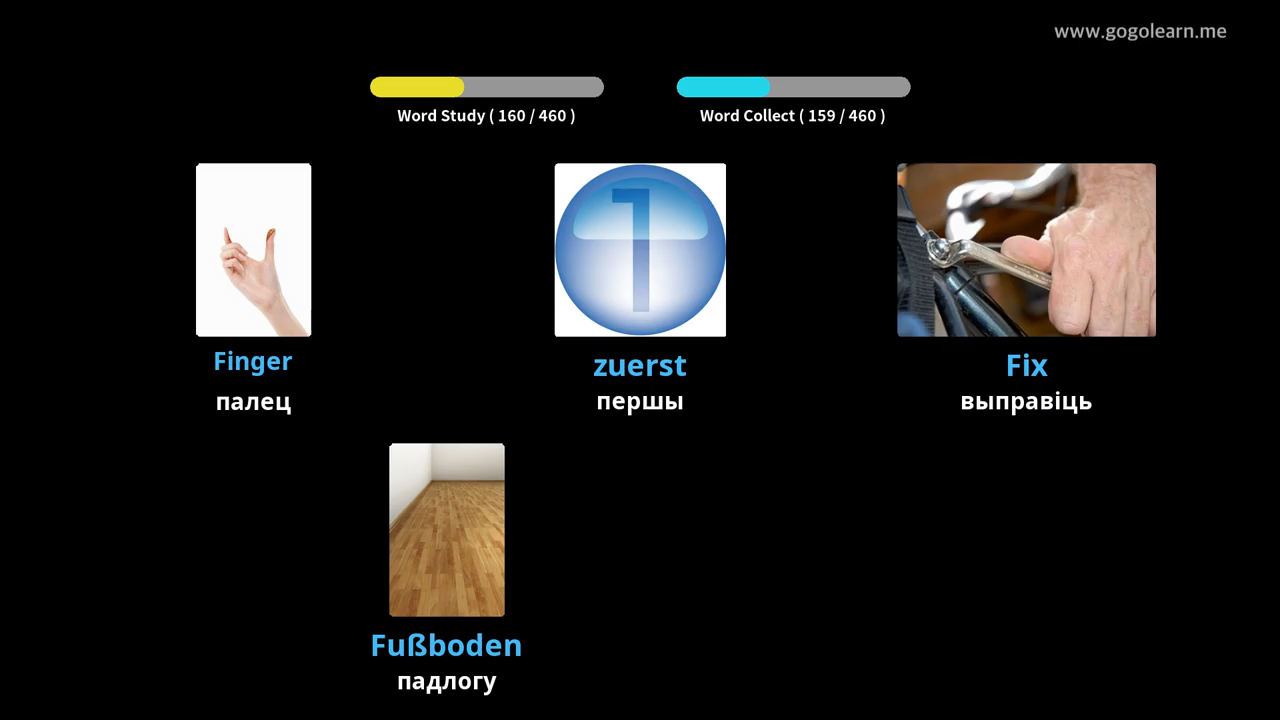 www.gogolearn.me
Word Study ( 160 / 460 )
Word Collect ( 159 / 460 )
1
Finger
палец
zuerst
першы
Fix
выправіць
Fußboden
падлогу